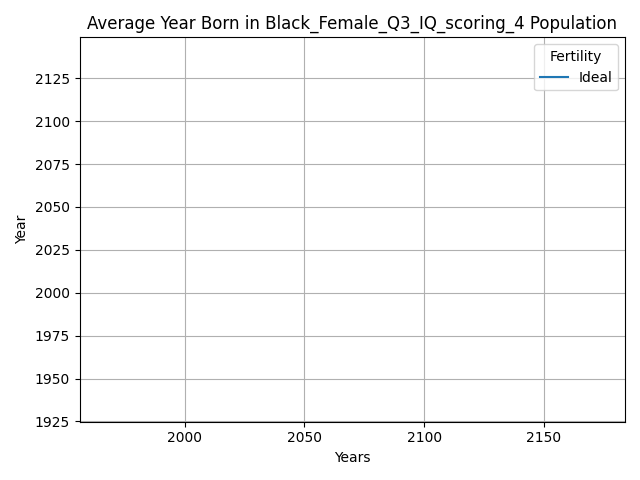 Average Year Born in Black_Female_Q3_IQ_scoring_4 Population
Fertility
Ideal
2125
2100
2075
2050
2025
2000
1975
1950
1925
Year
2000 2050 2100 2150
Years